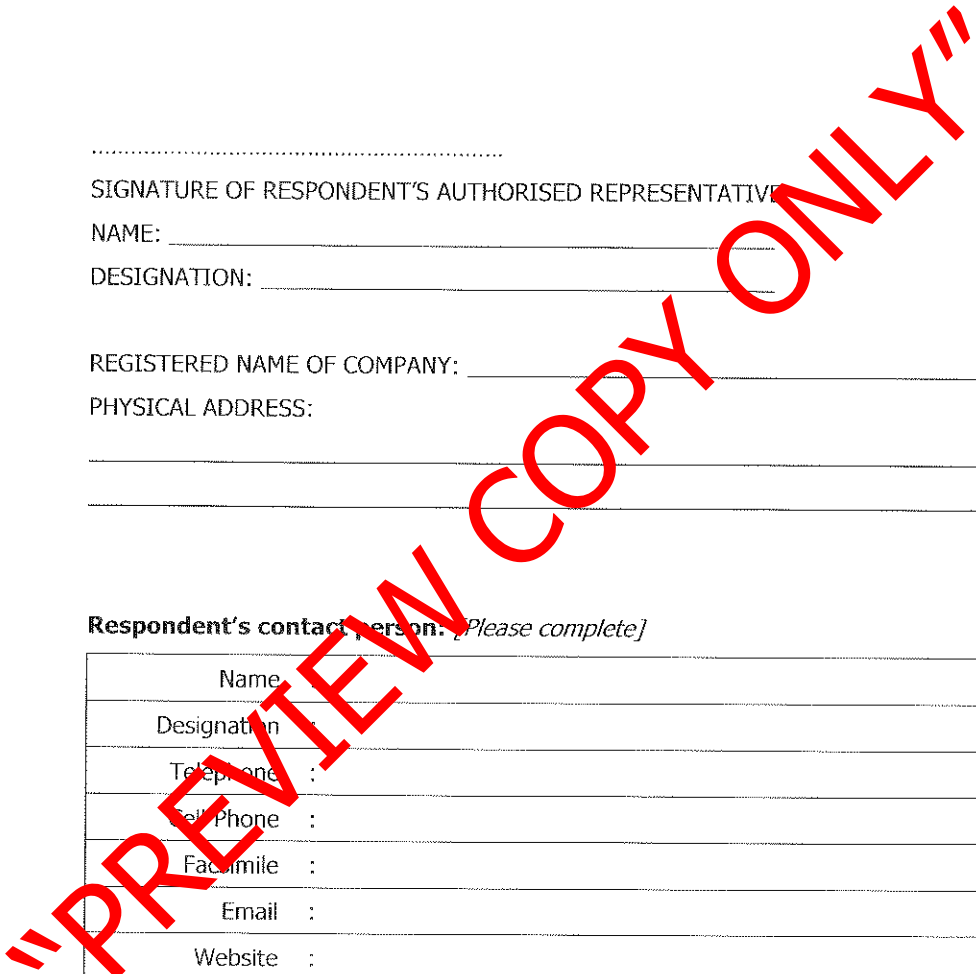 ........................................................
SIGNATURE OF RESPONDENT'S AUTHORISED REPRESENTATIVE
NAME:
DESIGNATION:
REGISTERED NAME OF COMPANY:
PHYSICAL ADDRESS:
Respondent's contact person: [Please complete]
Name :
Designation :
Telephone :
Cell Phone :
Facsimile :
Email :
Website :
"PREVIEW COPY ONLY"